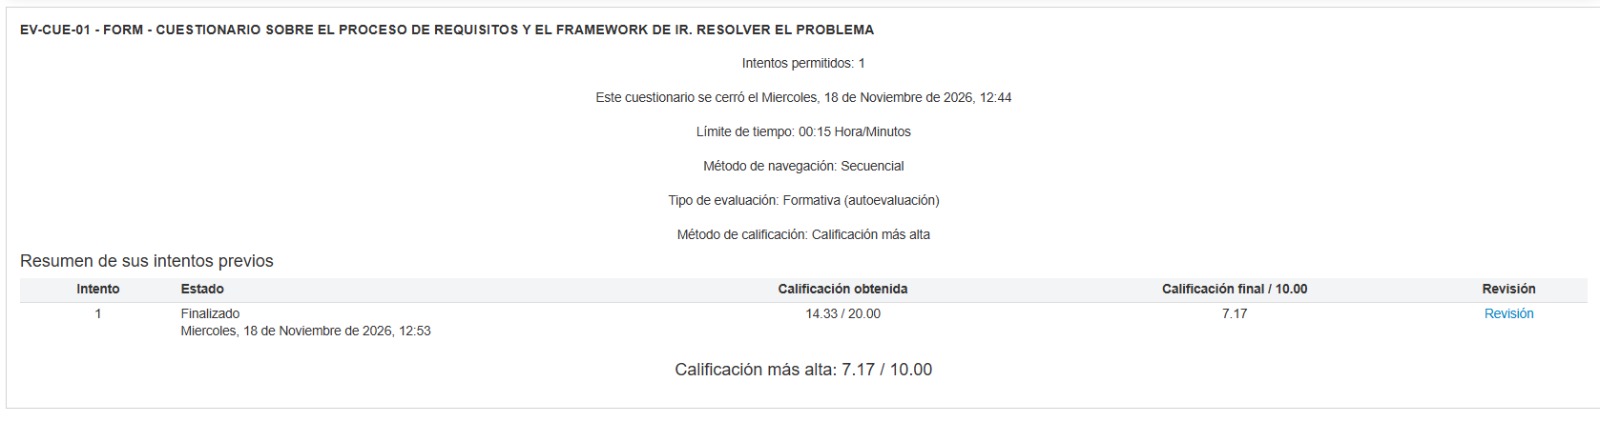 EV-CUE-01 - FORM - CUESTIONARIO SOBRE EL PROCESO DE REQUISITOS Y EL FRAMEWORK DE IR. RESOLVER EL PROBLEMA
Intentos permitidos: 1
Este cuestionario se cerró el Miercoles, 18 de Noviembre de 2026, 12:44
Límite de tiempo: 00:15 Hora/Minutos
Método de navegación: Secuencial
Tipo de evaluación: Formativa (autoevaluación)
Método de calificación: Calificación más alta
Resumen de sus intentos previos
Intento Estado Calificación obtenida Calificación final / 10.00 Revisión
1 Finalizado 14.33 / 20.00 7.17 Revisión
Miercoles, 18 de Noviembre de 2026, 12:53
Calificación más alta: 7.17 / 10.00